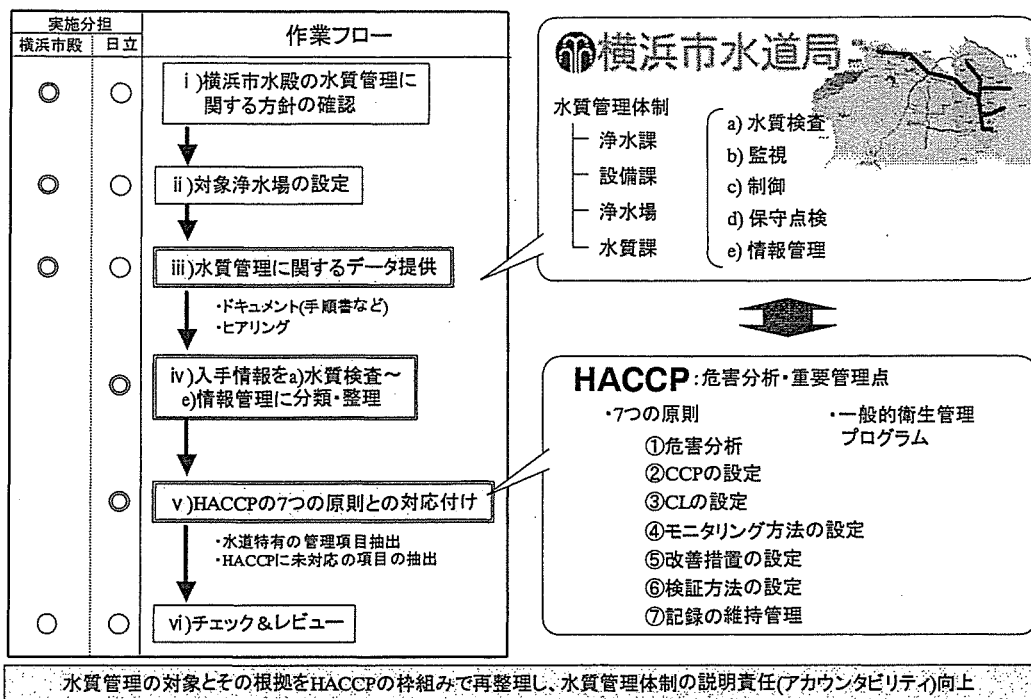 実施分担
横浜市殿 日立
作業フロー
◎ ○
i)横浜市水殿の水質管理に
関する方針の確認
◎ ○
ii)対象浄水場の設定
◎ ○
iii)水質管理に関するデータ提供
・ドキュメント(手順書など)
・ヒアリング
◎
iv)入手情報をa)水質検査～
e)情報管理に分類・整理
◎
v)HACCPの7つの原則との対応付け
・水道特有の管理項目抽出
・HACCPに未対応の項目の抽出
○ ○
vi)チェック&レビュー
横浜市水道局
水質管理体制
浄水課
設備課
浄水場
水質課
a)水質検査
b)監視
c)制御
d)保守点検
e)情報管理
HACCP:危害分析・重要管理点
・7つの原則
①危害分析
②CCPの設定
③CLの設定
④モニタリング方法の設定
⑤改善措置の設定
⑥検証方法の設定
⑦記録の維持管理
・一般的衛生管理
プログラム
水質管理の対象とその根拠をHACCPの枠組みで再整理し、水質管理体制の説明責任(アカウンタビリティ)向上